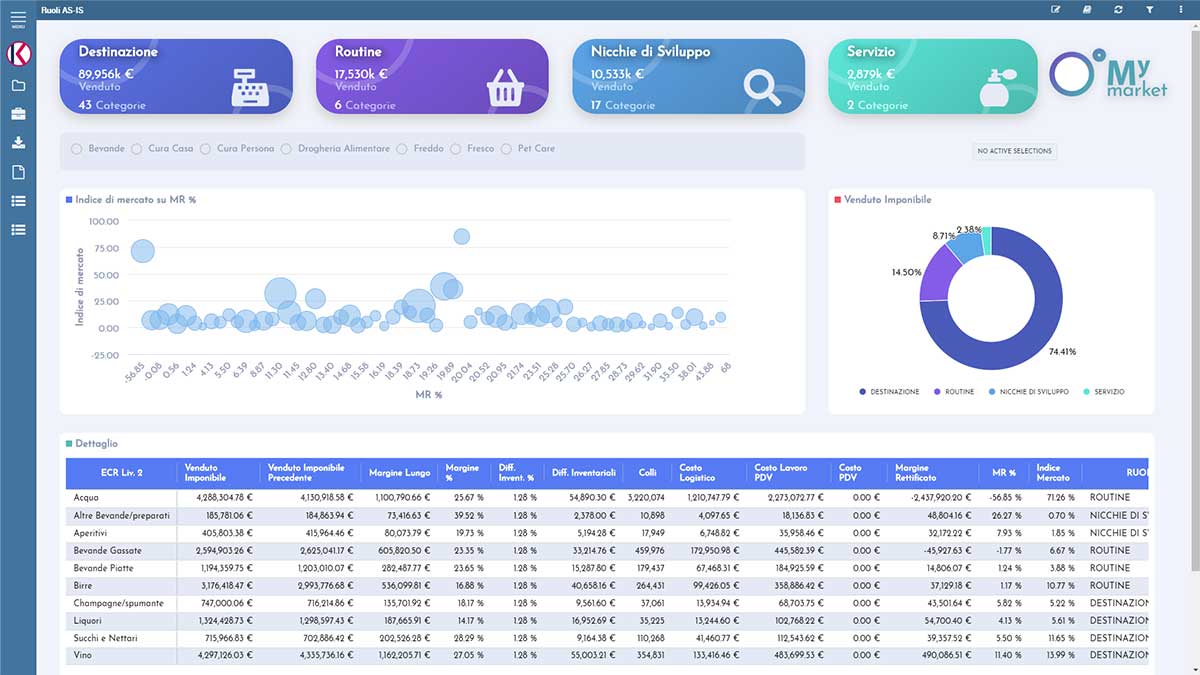 Ruoli AS-IS
MENU
Destinazione
89,956k €
Venduto
43 Categorie
Routine
17,530k €
Venduto
6 Categorie
Nicchie di Sviluppo
10,533k €
Venduto
17 Categorie
Servizio
2,879k €
Venduto
2 Categorie
My
market
Bevande Cura Casa Cura Persona Drogheria Alimentare Freddo Fresco Pet Care
NO ACTIVE SELECTIONS
Indice di mercato su MR %
Indice di mercato
100.00
75.00
50.00
25.00
0.00
-25.00
-56.85 -0.08 0.56 1.24 4.13 5.50 6.39 8.87 11.30 11.45 12.80 13.40 14.68 15.58 16.19 18.39 18.73 19.26 19.89 20.04 20.52 20.95 21.74 23.51 25.28 25.70 26.27 27.85 28.73 29.62 31.90 35.50 38.01 43.88 68
MR %
Venduto Imponibile
2.38%
8.71%
14.50%
74.41%
DESTINAZIONE ROUTINE NICCHIE DI SVILUPPO SERVIZIO
Dettaglio
ECR Liv. 2 Venduto Imponibile Venduto Imponibile Precedente Margine Lungo Margine % Diff. Invent. % Diff. Inventariali Colli Costo Logistico Costo Lavoro PDV Costo PDV Margine Rettificato MR % Indice Mercato RUO
Acqua 4,288,304.78 € 4,130,918.58 € 1,100,790.66 € 25.67 % 1.28 % 54,890.30 € 3,220,074 1,210,747.79 € 2,273,072.77 € 0.00 € -2,437,920.20 € -56.85 % 71.26 % ROUTINE
Altre Bevande/preparati 185,781.06 € 184,863.94 € 73,416.63 € 39.52 % 1.28 % 2,378.00 € 10,898 4,097.65 € 18,136.83 € 0.00 € 48,804.16 € 26.27 % 0.70 % NICCHIE DI S
Aperitivi 405,803.38 € 415,964.46 € 80,073.79 € 19.73 % 1.28 % 5,194.28 € 17,949 6,748.82 € 35,958.46 € 0.00 € 32,172.22 € 7.93 % 1.85 % NICCHIE DI S
Bevande Gassate 2,594,903.26 € 2,625,041.17 € 605,820.50 € 23.35 % 1.28 % 33,214.76 € 459,976 172,950.98 € 445,582.39 € 0.00 € -45,927.63 € -1.77 % 6.67 % ROUTINE
Bevande Piatte 1,194,359.75 € 1,203,010.07 € 282,487.77 € 23.65 % 1.28 % 15,287.80 € 179,437 67,468.31 € 184,925.59 € 0.00 € 14,806.07 € 1.24 % 3.88 % ROUTINE
Birre 3,176,418.47 € 2,993,776.68 € 536,099.81 € 16.88 % 1.28 % 40,658.16 € 264,431 99,426.05 € 358,886.42 € 0.00 € 37,129.18 € 1.17 % 10.77 % ROUTINE
Champagne/spumante 747,000.06 € 716,214.86 € 135,701.92 € 18.17 % 1.28 % 9,561.60 € 37,061 13,934.94 € 68,703.75 € 0.00 € 43,501.64 € 5.82 % 5.22 % DESTINAZION
Liquori 1,324,428.73 € 1,298,597.43 € 187,665.91 € 14.17 % 1.28 % 16,952.69 € 35,225 13,244.60 € 102,768.22 € 0.00 € 54,700.40 € 4.13 % 5.61 % DESTINAZION
Succhi e Nettari 715,966.83 € 702,886.42 € 202,526.28 € 28.29 % 1.28 % 9,164.38 € 110,268 41,460.77 € 112,543.62 € 0.00 € 39,357.52 € 5.50 % 11.65 % DESTINAZION
Vino 4,297,126.03 € 4,335,736.16 € 1,162,205.71 € 27.05 % 1.28 % 55,003.21 € 354,831 133,416.46 € 483,699.53 € 0.00 € 490,086.51 € 11.40 % 13.99 % DESTINAZION